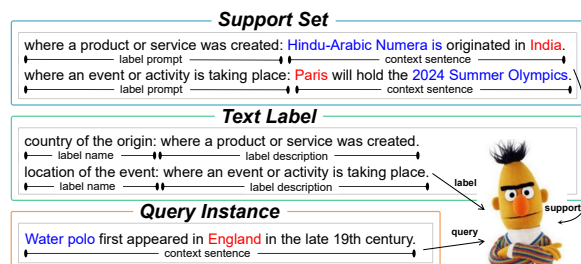 Support Set
where a product or service was created: Hindu-Arabic Numera is originated in India.
label prompt context sentence
where an event or activity is taking place: Paris will hold the 2024 Summer Olympics.
label prompt context sentence
Text Label
country of the origin: where a product or service was created.
label name label description
location of the event: where an event or activity is taking place.
label name label description
label
support
Query Instance
query
Water polo first appeared in England in the late 19th century.
context sentence